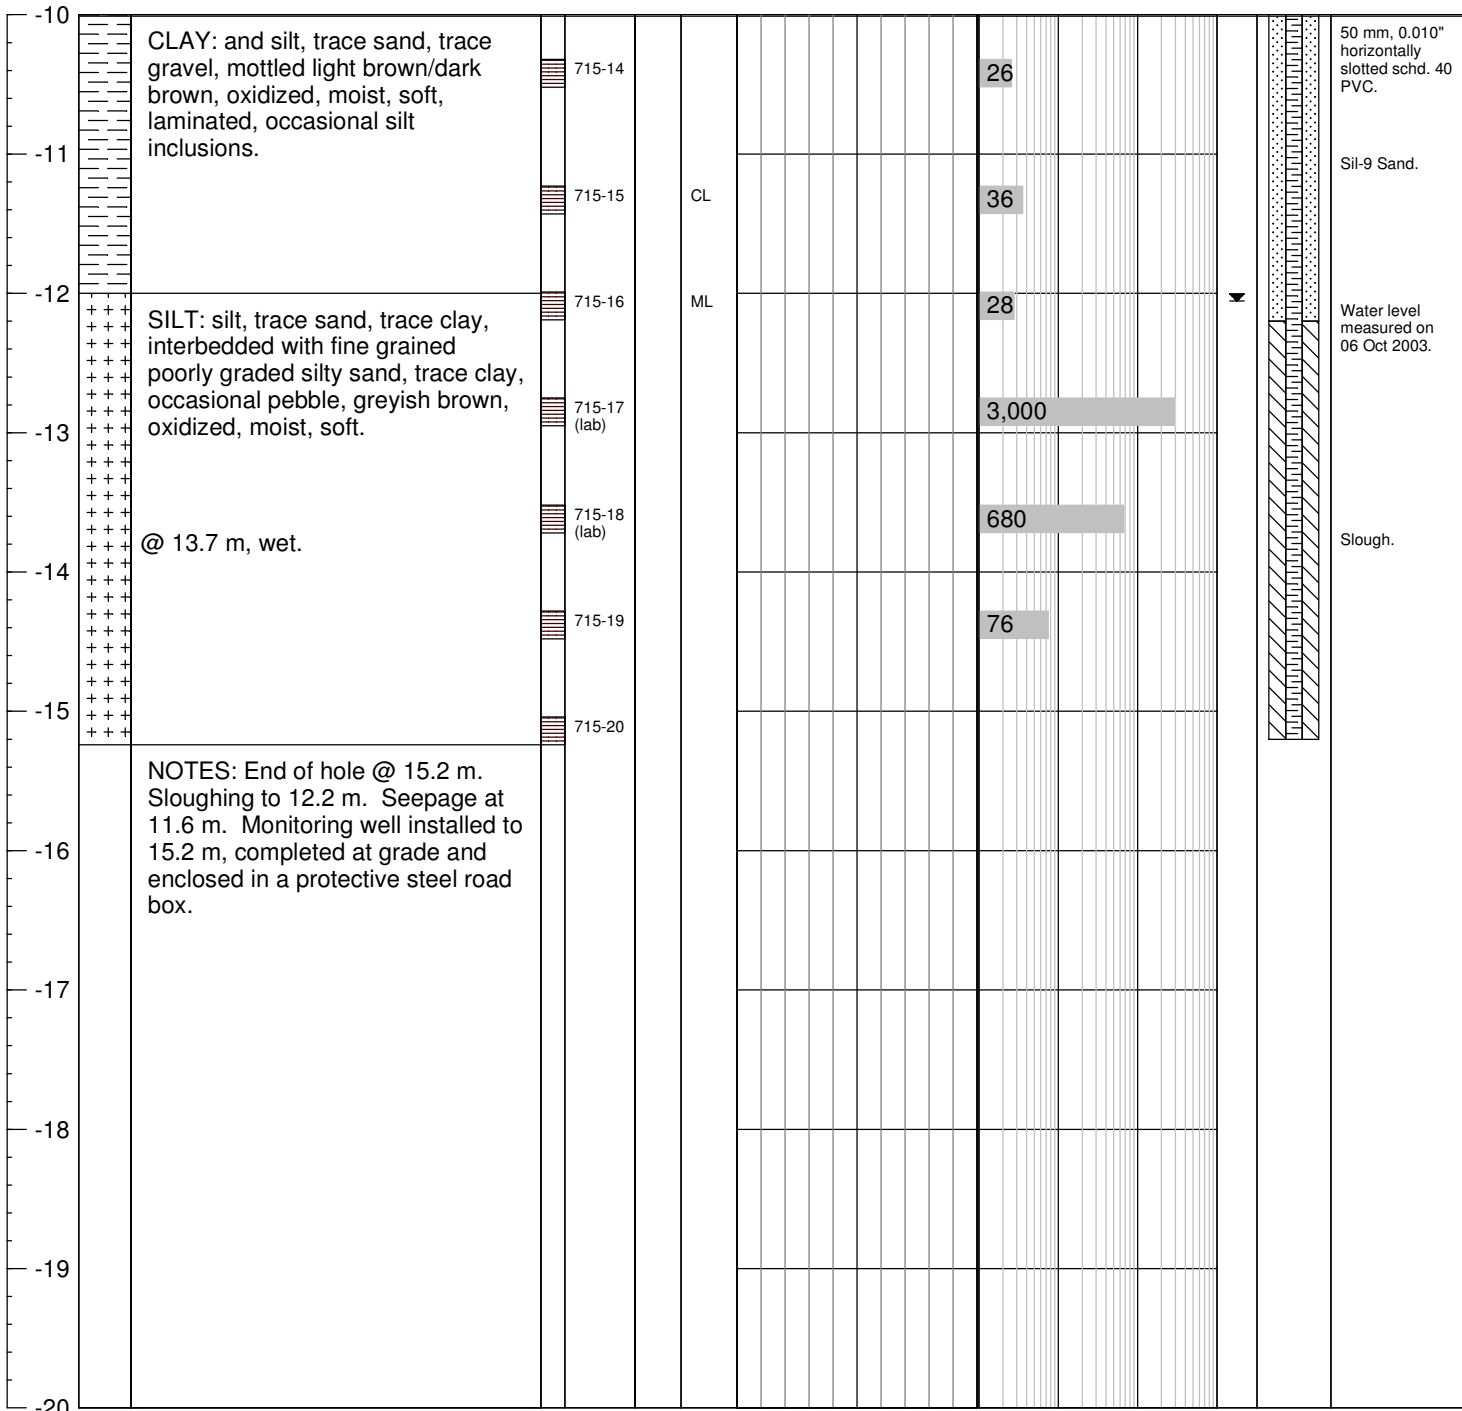 -10
CLAY: and silt, trace sand, trace
gravel, mottled light brown/dark
brown, oxidized, moist, soft,
laminated, occasional silt
inclusions.
715-14
26
50 mm, 0.010"
horizontally
slotted schd. 40
PVC.
-11
Sil-9 Sand.
715-15
CL
36
-12
715-16
ML
28
SILT: silt, trace sand, trace clay,
interbedded with fine grained
poorly graded silty sand, trace clay,
occasional pebble, greyish brown,
oxidized, moist, soft.
Water level
measured on
06 Oct 2003.
715-17
(lab)
3,000
-13
715-18
(lab)
680
@ 13.7 m, wet.
Slough.
-14
715-19
76
-15
715-20
NOTES: End of hole @ 15.2 m.
Sloughing to 12.2 m. Seepage at
11.6 m. Monitoring well installed to
15.2 m, completed at grade and
enclosed in a protective steel road
box.
-16
-17
-18
-19
-20